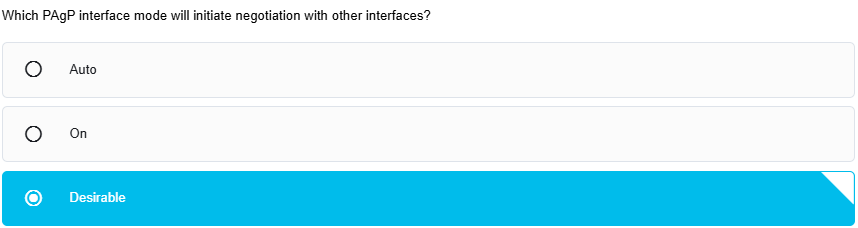 Which PAgP interface mode will initiate negotiation with other interfaces?
Auto
On
Desirable